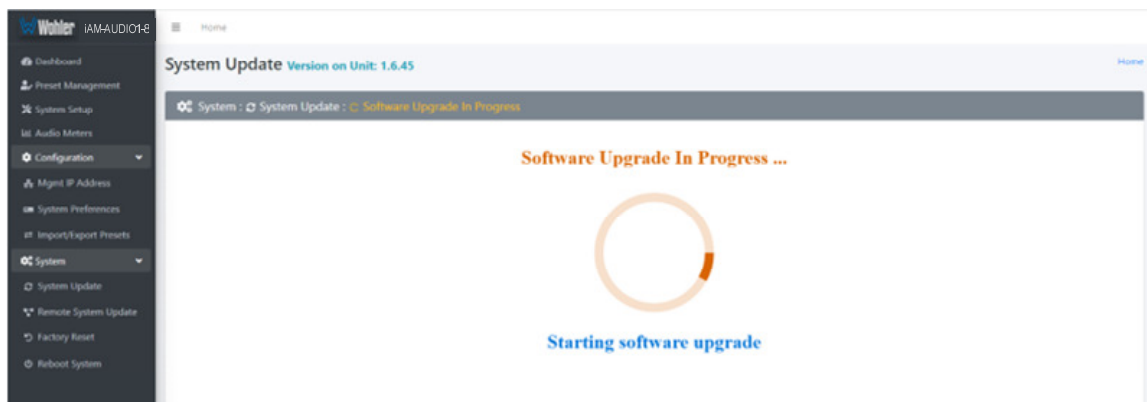 Wohler iAM-AUDIO1-8
Home
Dashboard
Preset Management
System Setup
Audio Meters
Configuration
Mgmt IP Address
System Preferences
Import/Export Presets
System
System Update
Remote System Update
Factory Reset
Reboot System
System Update Version on Unit: 1.6.45
Home
System : System Update : Software Upgrade In Progress
Software Upgrade In Progress ...
Starting software upgrade